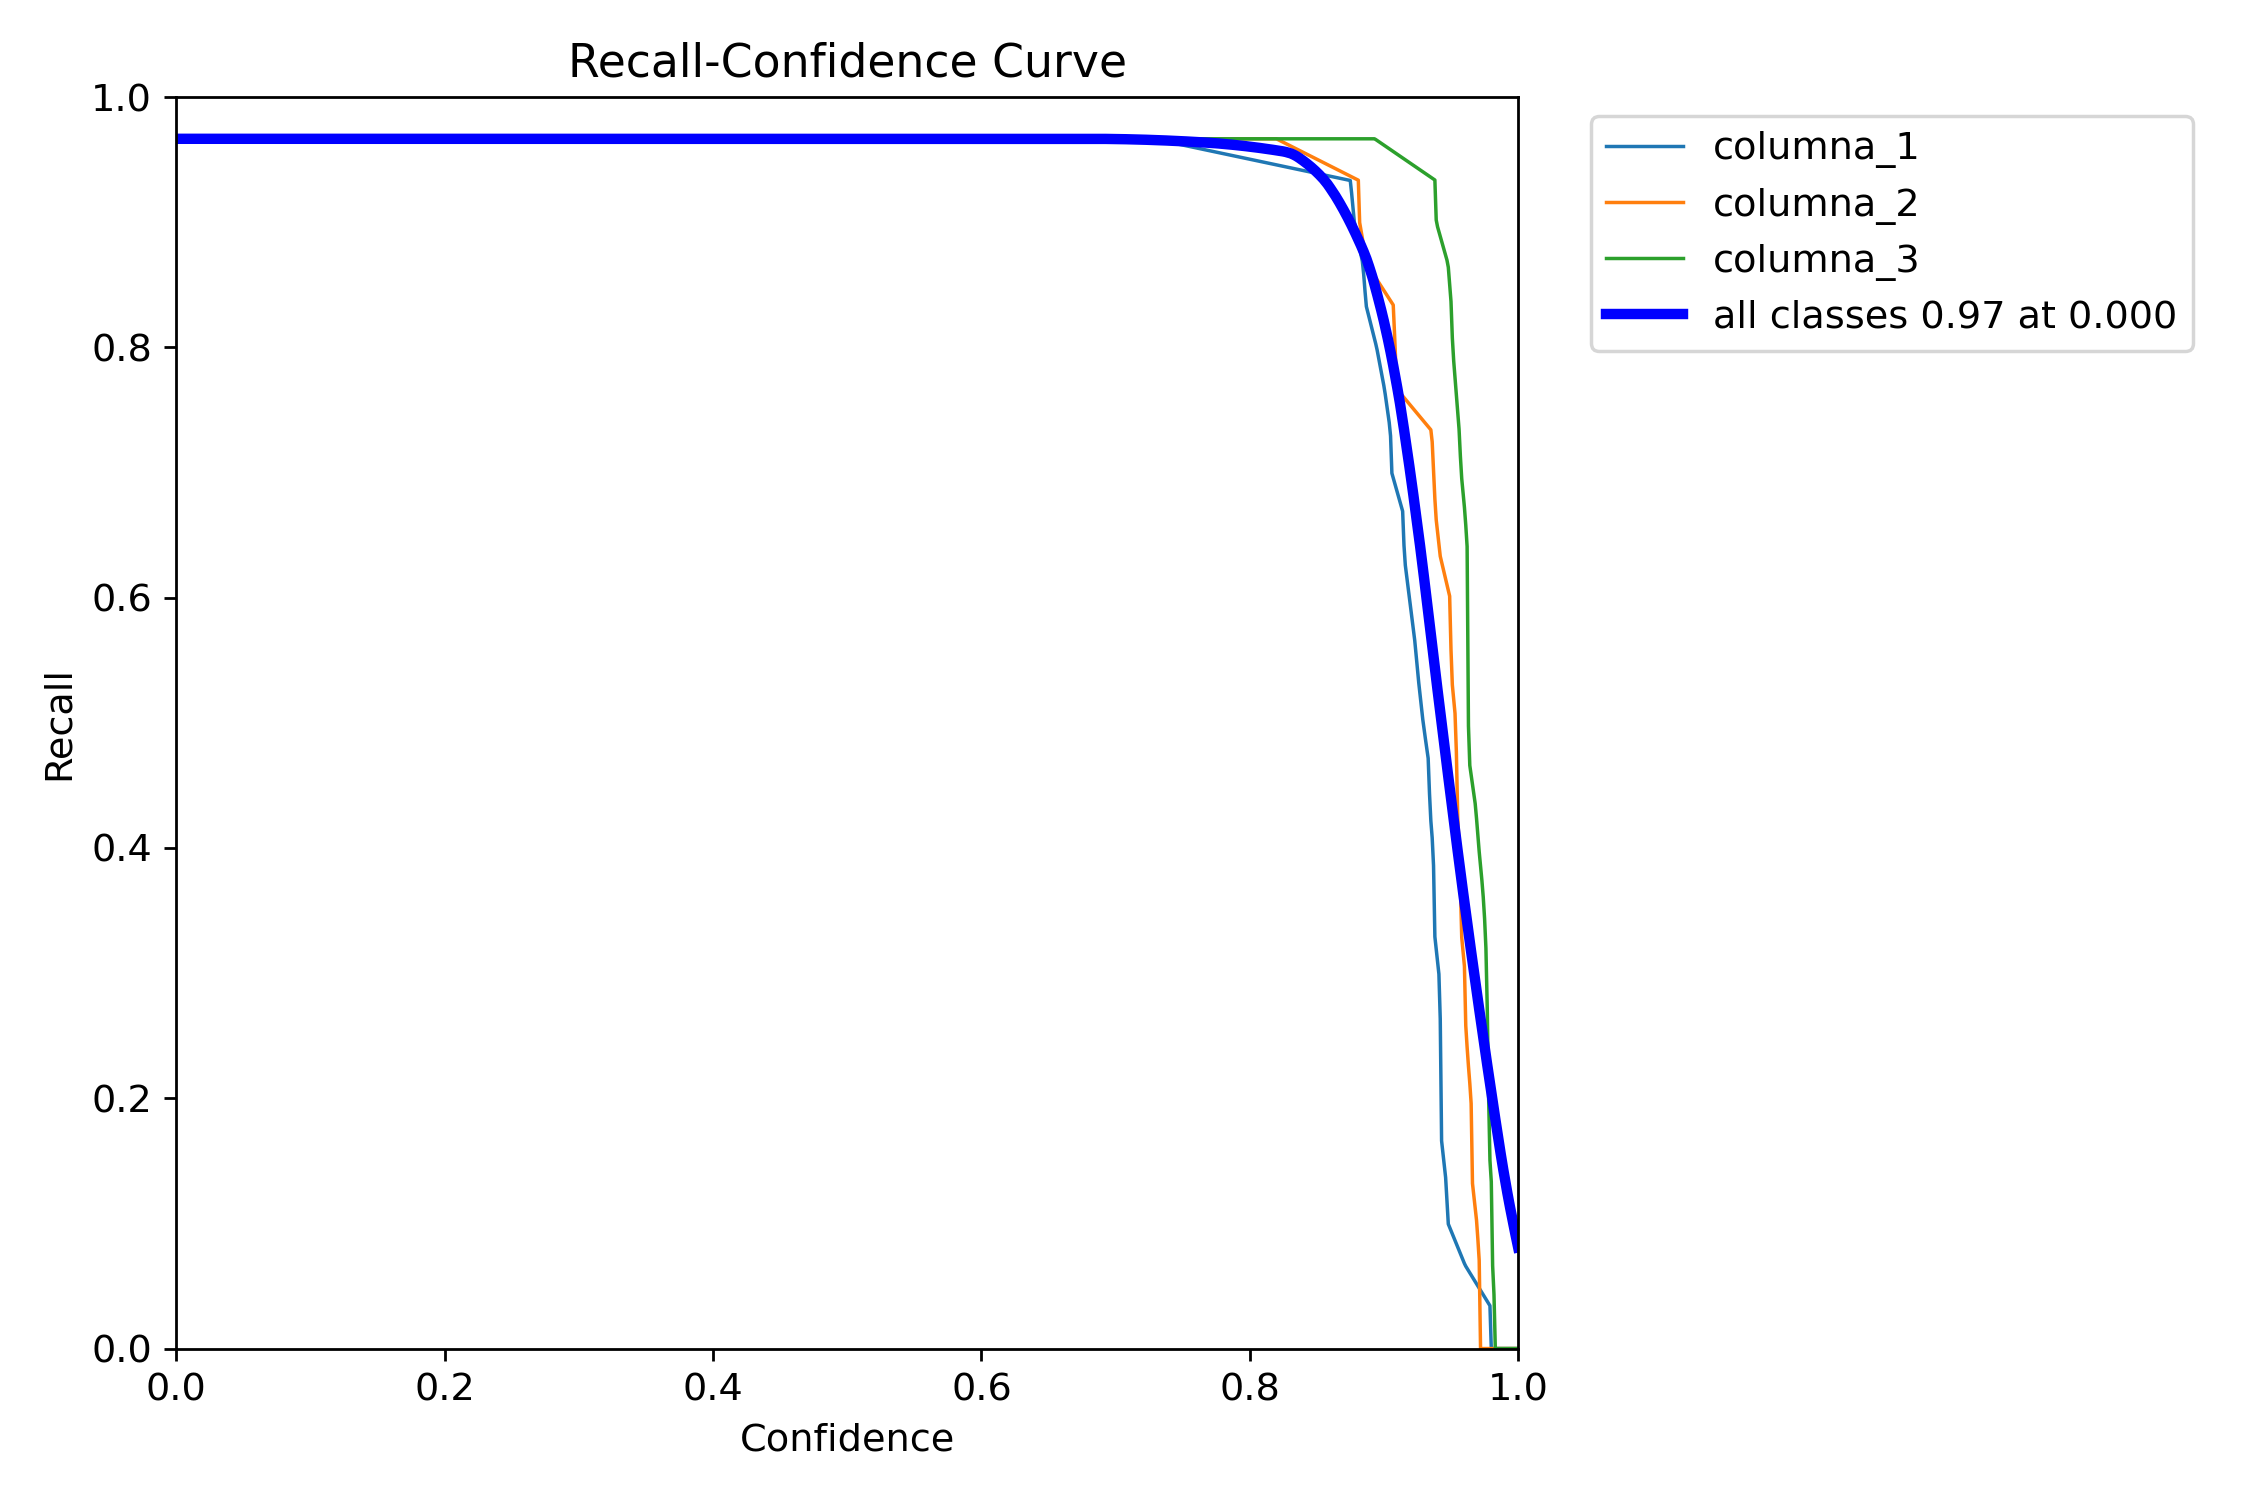 Recall-Confidence Curve
1.0
0.8
0.6
0.4
0.2
0.0
Recall
0.0 0.2 0.4 0.6 0.8 1.0
Confidence
columna_1
columna_2
columna_3
all classes 0.97 at 0.000